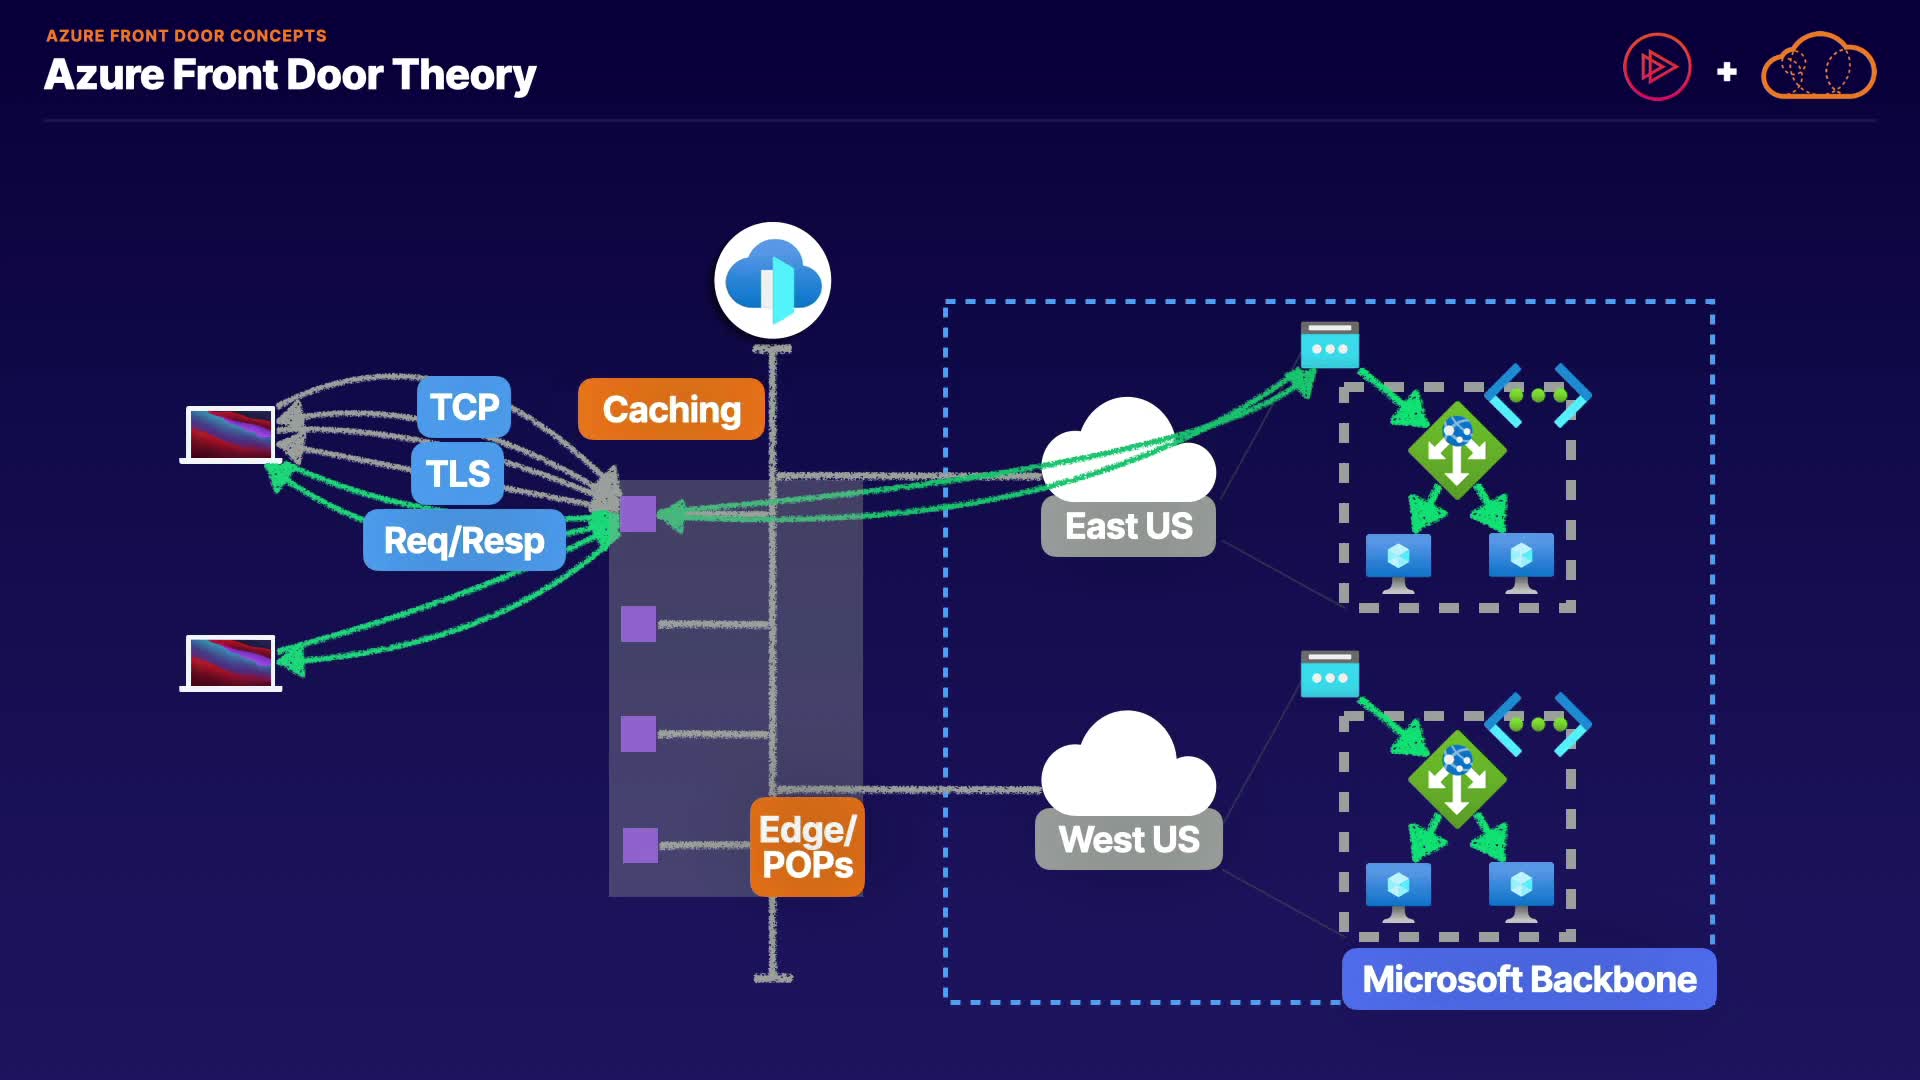 AZURE FRONT DOOR CONCEPTS
Azure Front Door Theory
TCP
Caching
TLS
Req/Resp
East US
Edge/
POPs
West US
Microsoft Backbone